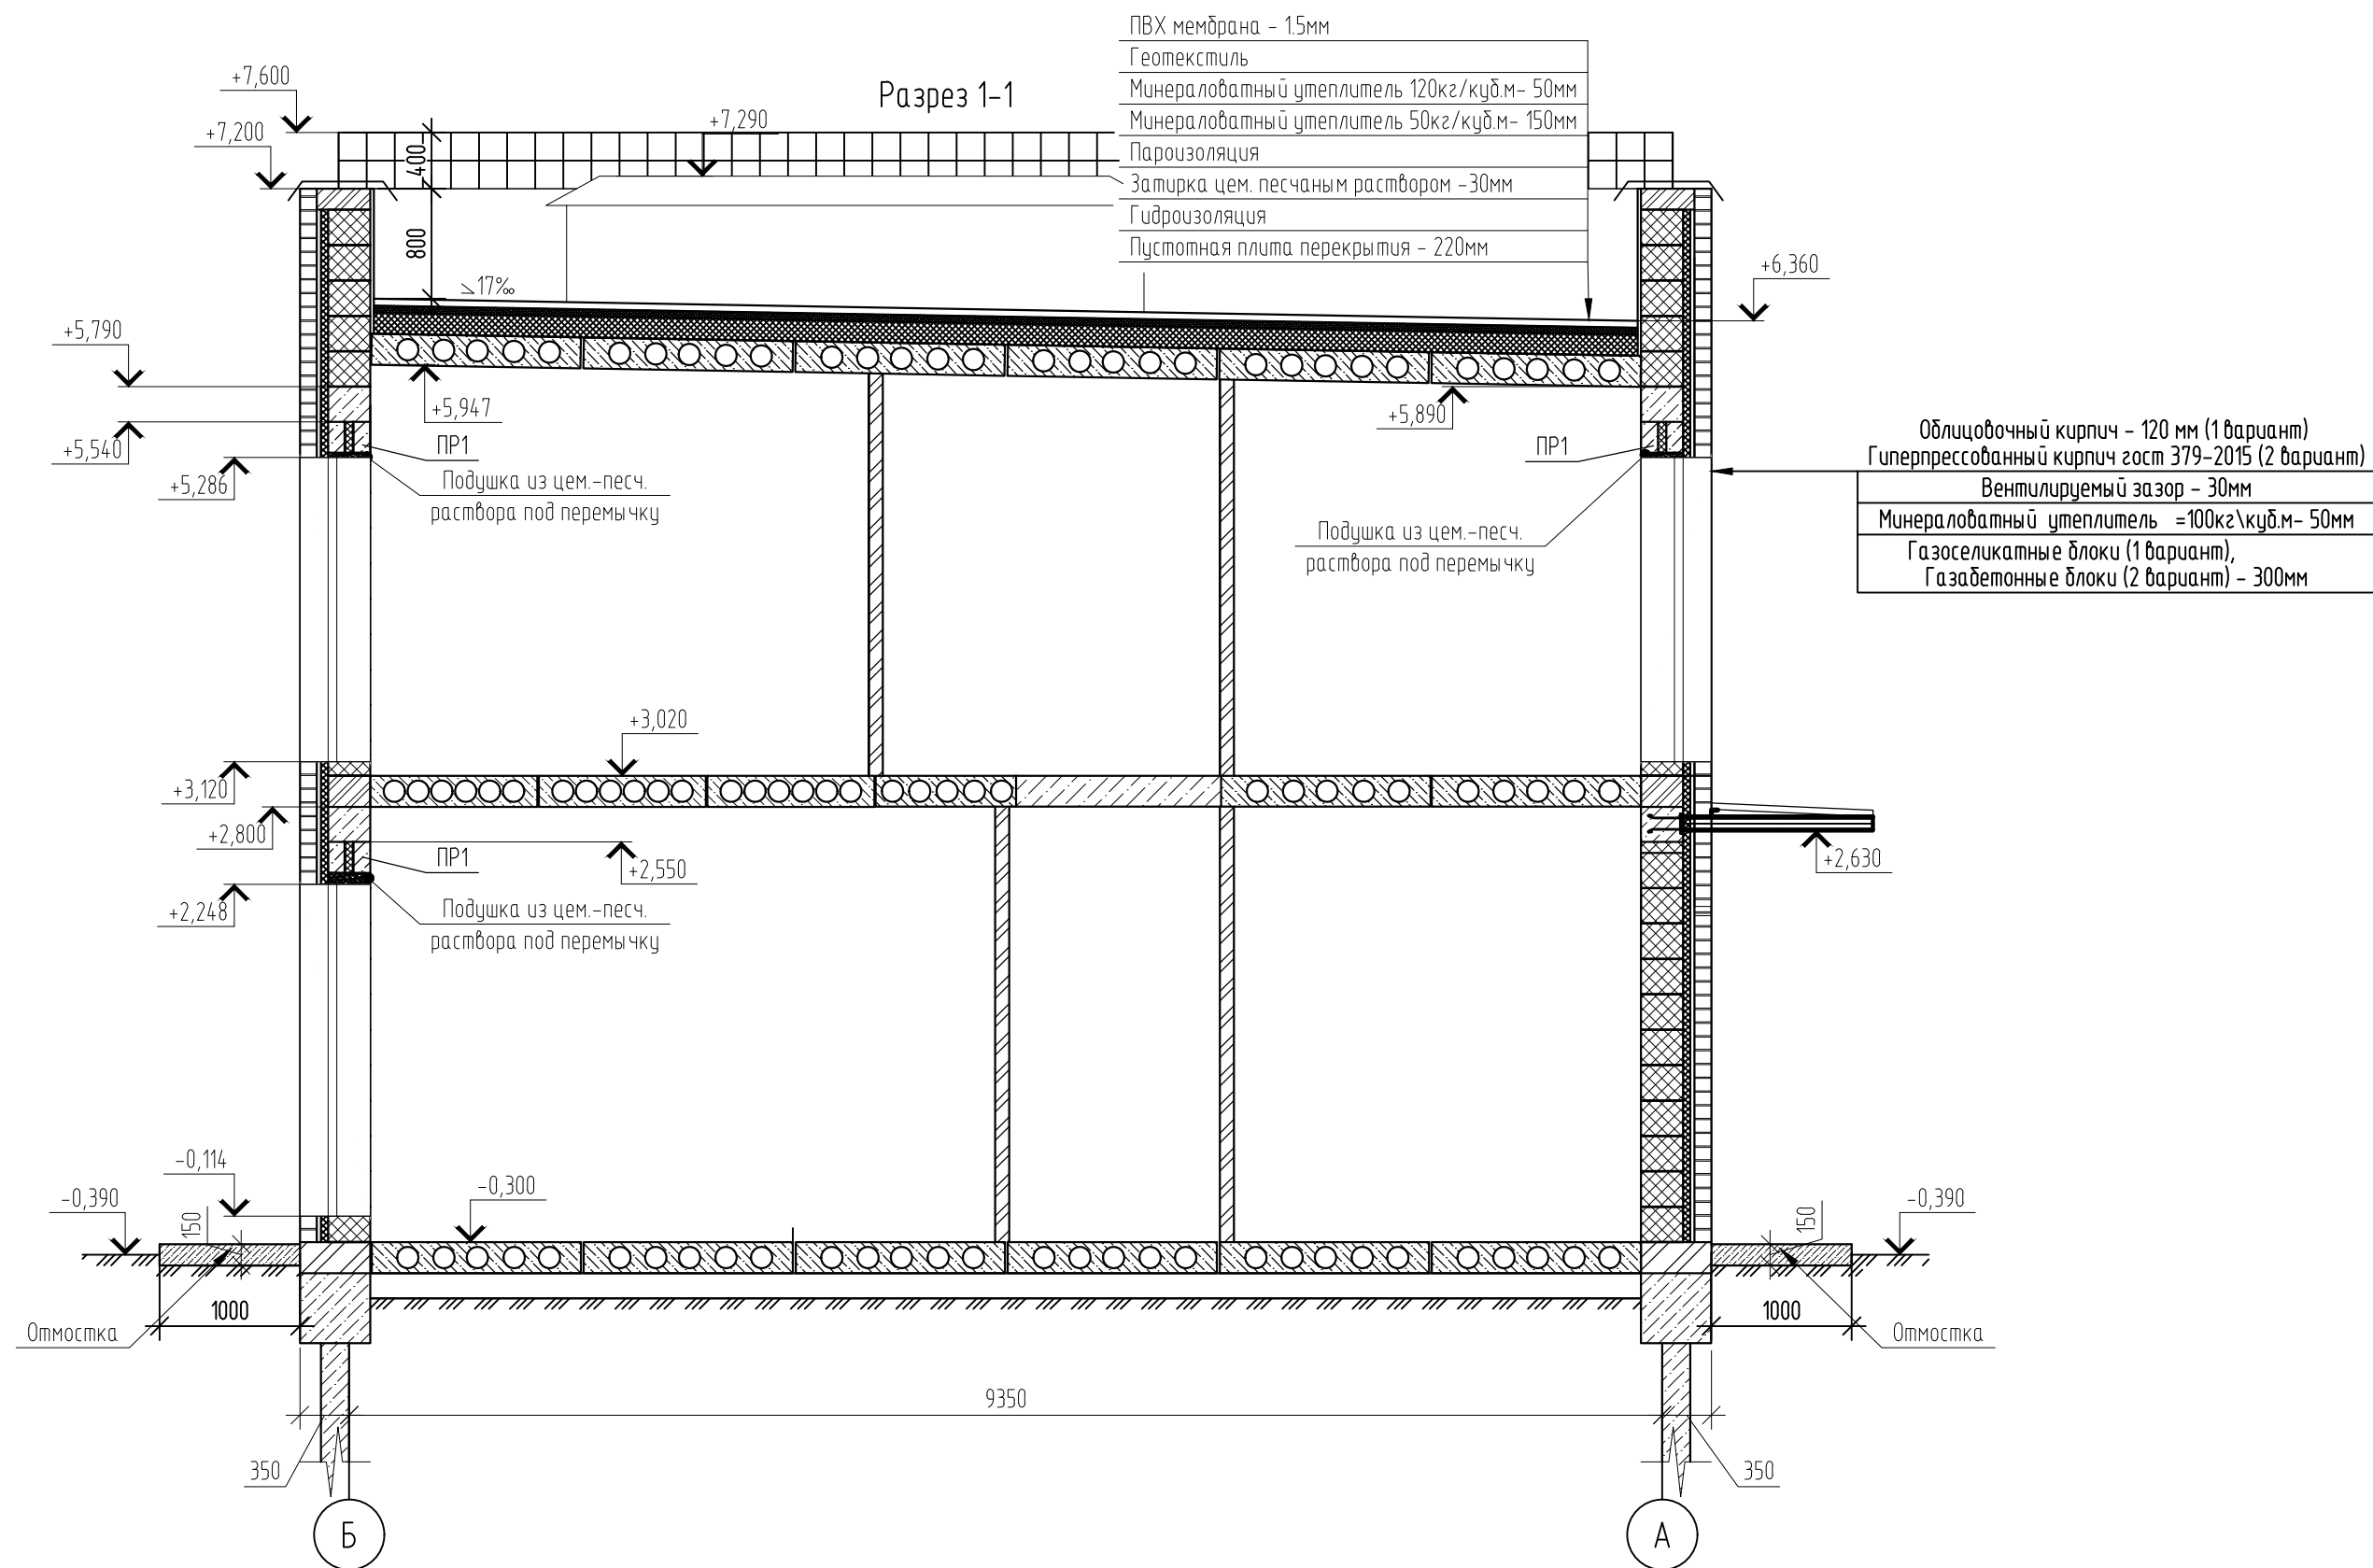 Разрез 1-1
ПВХ мембрана - 1.5мм
Геотекстиль
Минераловатный утеплитель 120кг/куб.м- 50мм
Минераловатный утеплитель 50кг/куб.м- 150мм
Пароизоляция
Затирка цем. песчаным раствором -30мм
Гидроизоляция
Пустотная плита перекрытия - 220мм
+7,600
+7,200
+7,290
400
800
17‰
+6,360
+5,790
+5,947
+5,890
+5,540
ПР1
ПР1
+5,286
Подушка из цем.-песч.
раствора под перемычку
Подушка из цем.-песч.
раствора под перемычку
Облицовочный кирпич - 120 мм (1 вариант)
Гиперпрессованный кирпич гост 379-2015 (2 вариант)
Вентилируемый зазор - 30мм
Минераловатный утеплитель =100кг\куб.м- 50мм
Газоселикатные блоки (1 вариант),
Газабетонные блоки (2 вариант) - 300мм
+3,020
+3,120
+2,800
ПР1
+2,550
+2,630
+2,248
Подушка из цем.-песч.
раствора под перемычку
-0,114
-0,390
150
-0,300
150
-0,390
1000
1000
Отмостка
Отмостка
9350
350
350
Б
А